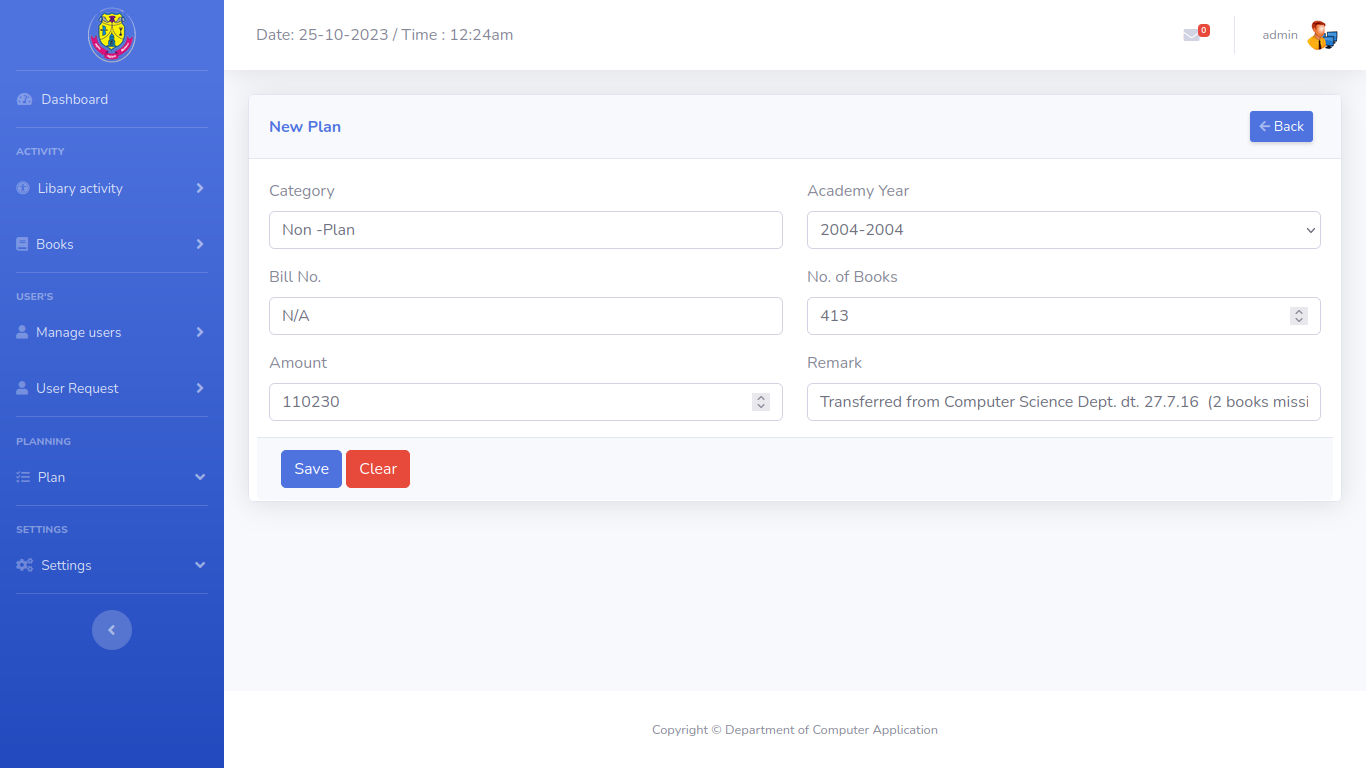 Date: 25-10-2023 / Time : 12:24am
0
admin
Dashboard
ACTIVITY
Libary activity
Books
USER'S
Manage users
User Request
PLANNING
Plan
SETTINGS
Settings
New Plan
Back
Category
Academy Year
Non -Plan
2004-2004
Bill No.
No. of Books
N/A
413
Amount
Remark
110230
Transferred from Computer Science Dept. dt. 27.7.16 (2 books missi
Save
Clear
Copyright © Department of Computer Application